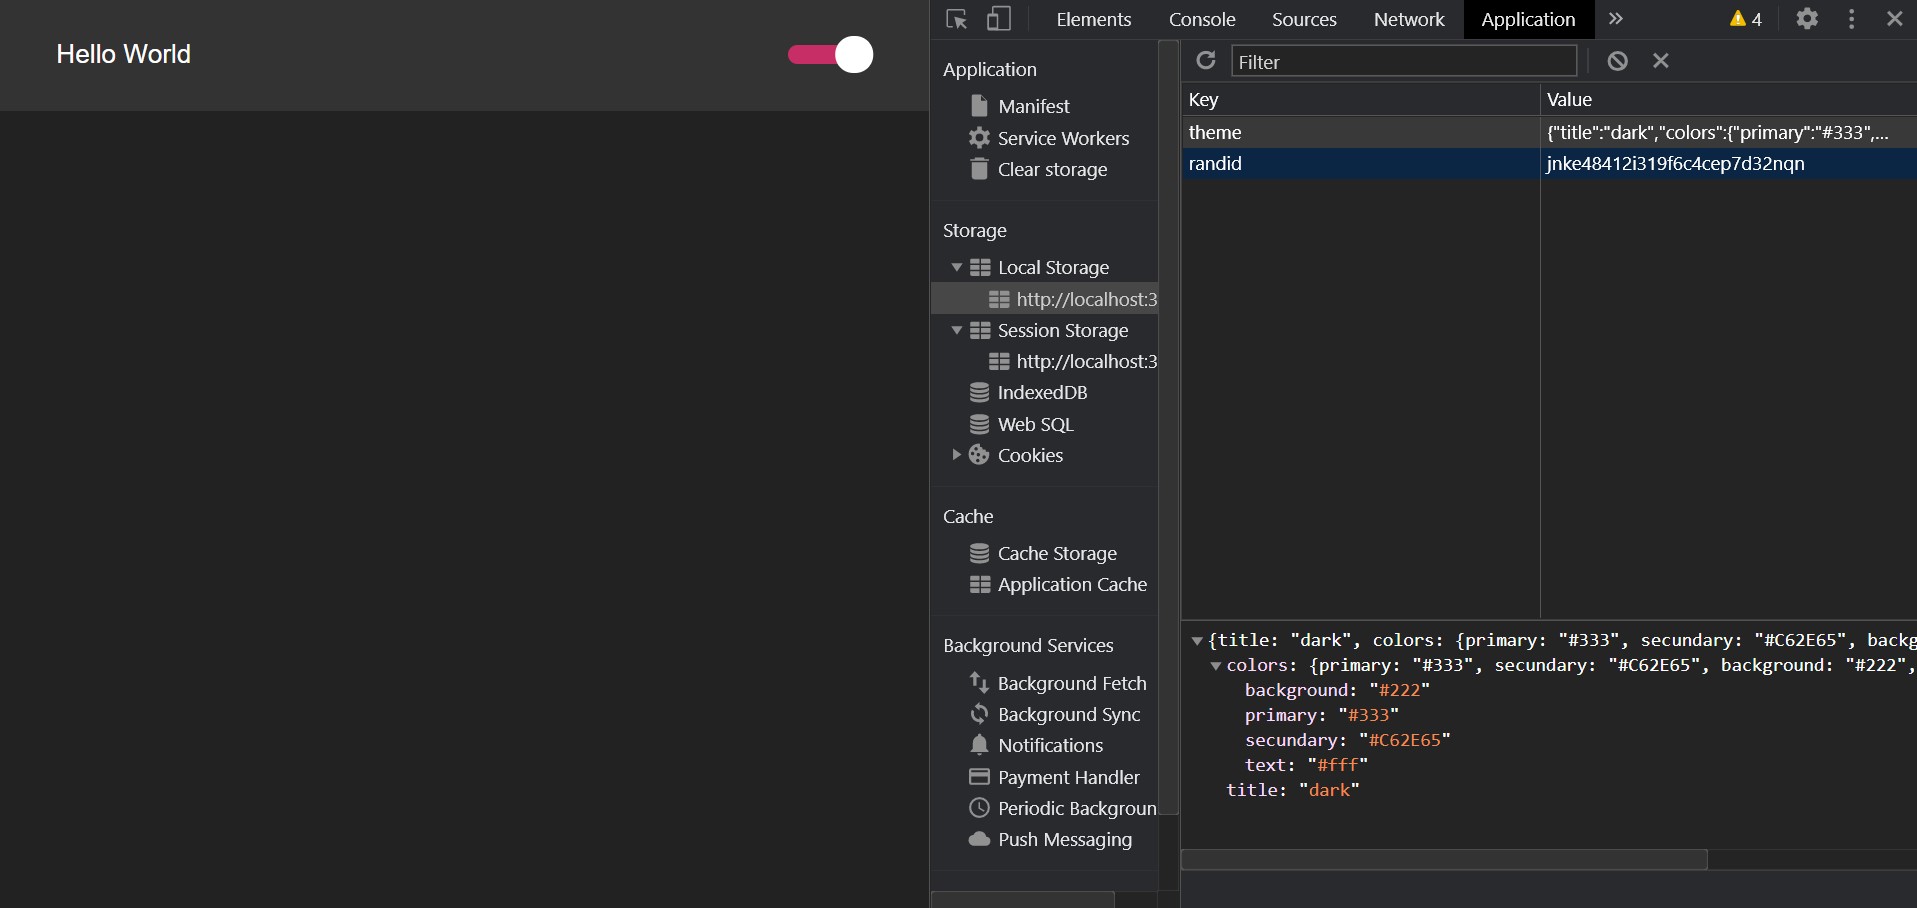 Hello World
Elements Console Sources Network Application 4
Application
Manifest
Service Workers
Clear storage
Storage
Local Storage
http://localhost:3
Session Storage
http://localhost:3
IndexedDB
Web SQL
Cookies
Cache
Cache Storage
Application Cache
Background Services
Background Fetch
Background Sync
Notifications
Payment Handler
Periodic Backgroun
Push Messaging
Filter
Key Value
theme {"title":"dark","colors":{"primary":"#333",...
randid jnke48412i319f6c4cep7d32nqn
{title: "dark", colors: {primary: "#333", secundary: "#C62E65", backg
colors: {primary: "#333", secundary: "#C62E65", background: "#222",
background: "#222"
primary: "#333"
secundary: "#C62E65"
text: "#fff"
title: "dark"